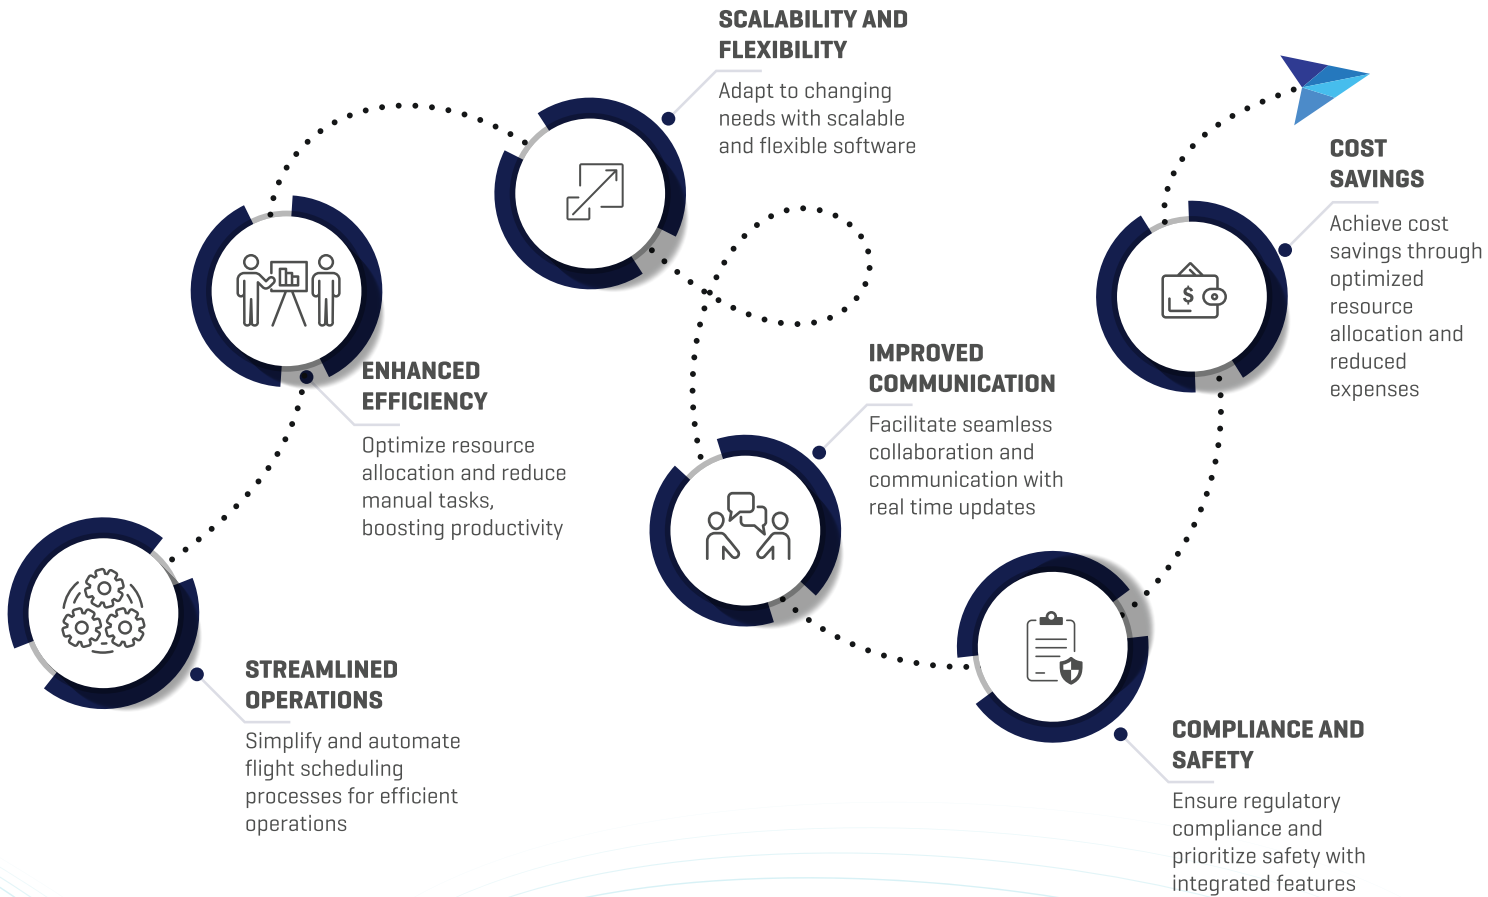 SCALABILITY AND
FLEXIBILITY
Adapt to changing
needs with scalable
and flexible software
COST
SAVINGS
Achieve cost
savings through
optimized
resource
allocation and
reduced
expenses
$
ENHANCED
EFFICIENCY
Optimize resource
allocation and reduce
manual tasks,
boosting productivity
IMPROVED
COMMUNICATION
Facilitate seamless
collaboration and
communication with
real time updates
STREAMLINED
OPERATIONS
Simplify and automate
flight scheduling
processes for efficient
operations
COMPLIANCE AND
SAFETY
Ensure regulatory
compliance and
prioritize safety with
integrated features